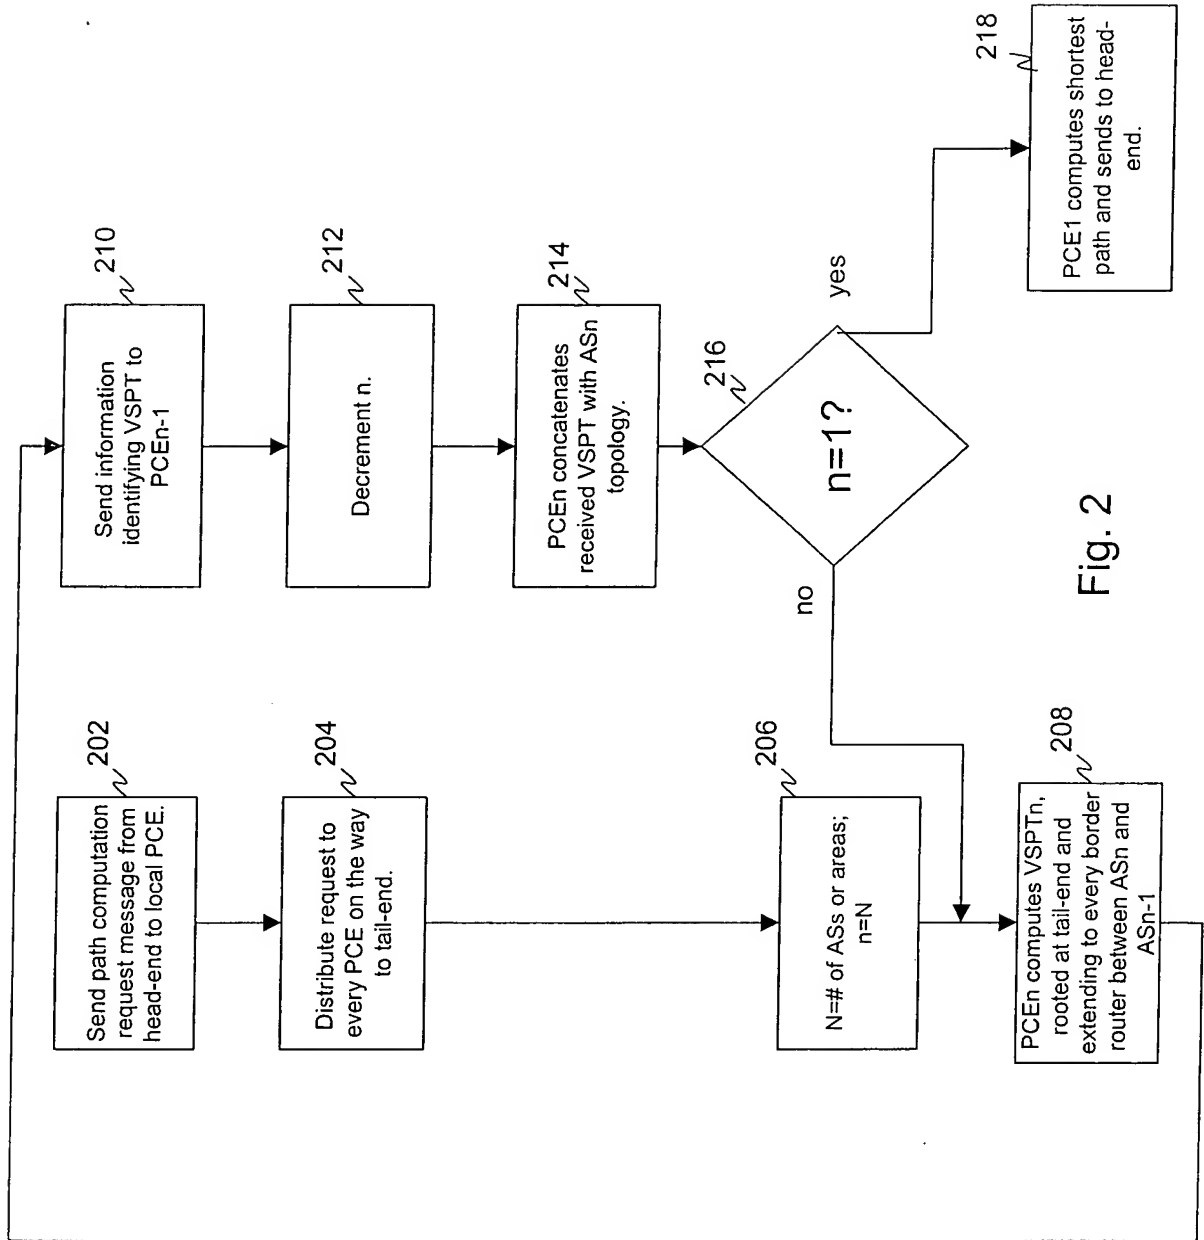 202
Send path computation
request message from
head-end to local PCE.
204
Distribute request to
every PCE on the way
to tail-end.
206
N=# of ASs or areas;
n=N
208
PCEn computes VSPTn,
rooted at tail-end and
extending to every border
router between ASn and
ASn-1
210
Send information
identifying VSPT to
PCEn-1
212
Decrement n.
214
PCEn concatenates
received VSPT with ASn
topology.
216
n=1?
no
yes
218
PCE1 computes shortest
path and sends to head-
end.
Fig. 2